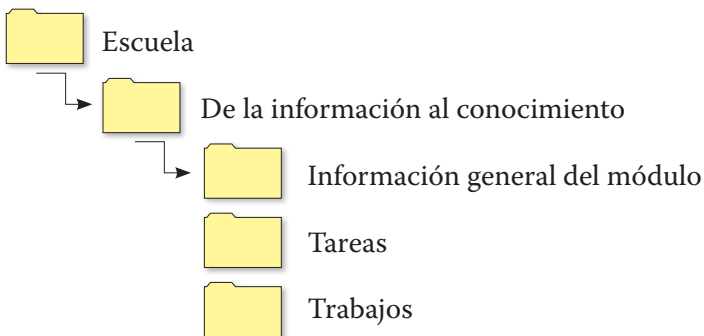 Escuela
De la información al conocimiento
Información general del módulo
Tareas
Trabajos